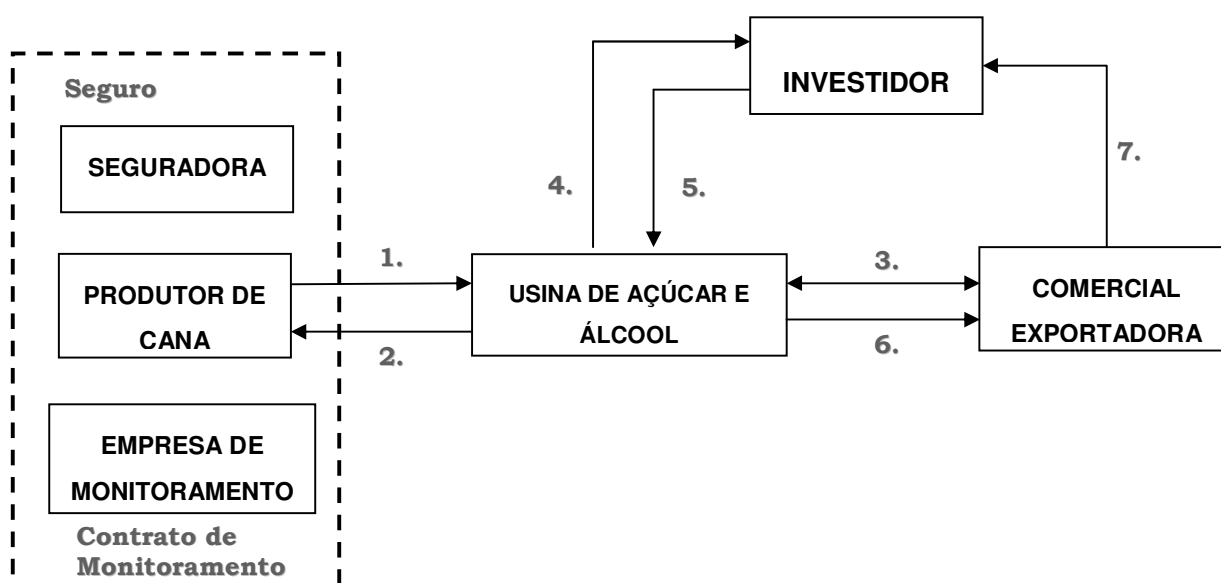 Seguro
SEGURADORA
PRODUTOR DE
CANA
EMPRESA DE
MONITORAMENTO
Contrato de
Monitoramento
1.
2.
USINA DE AÇÚCAR E
ÁLCOOL
4.
5.
INVESTIDOR
3.
6.
7.
COMERCIAL
EXPORTADORA